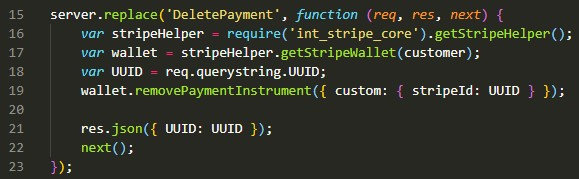 15 server.replace('DeletePayment', function (req, res, next) {
16     var stripeHelper = require('int_stripe_core').getStripeHelper();
17     var wallet = stripeHelper.getStripeWallet(customer);
18     var UUID = req.querystring.UUID;
19     wallet.removePaymentInstrument({ custom: { stripeId: UUID } });
20
21     res.json({ UUID: UUID });
22     next();
23 });